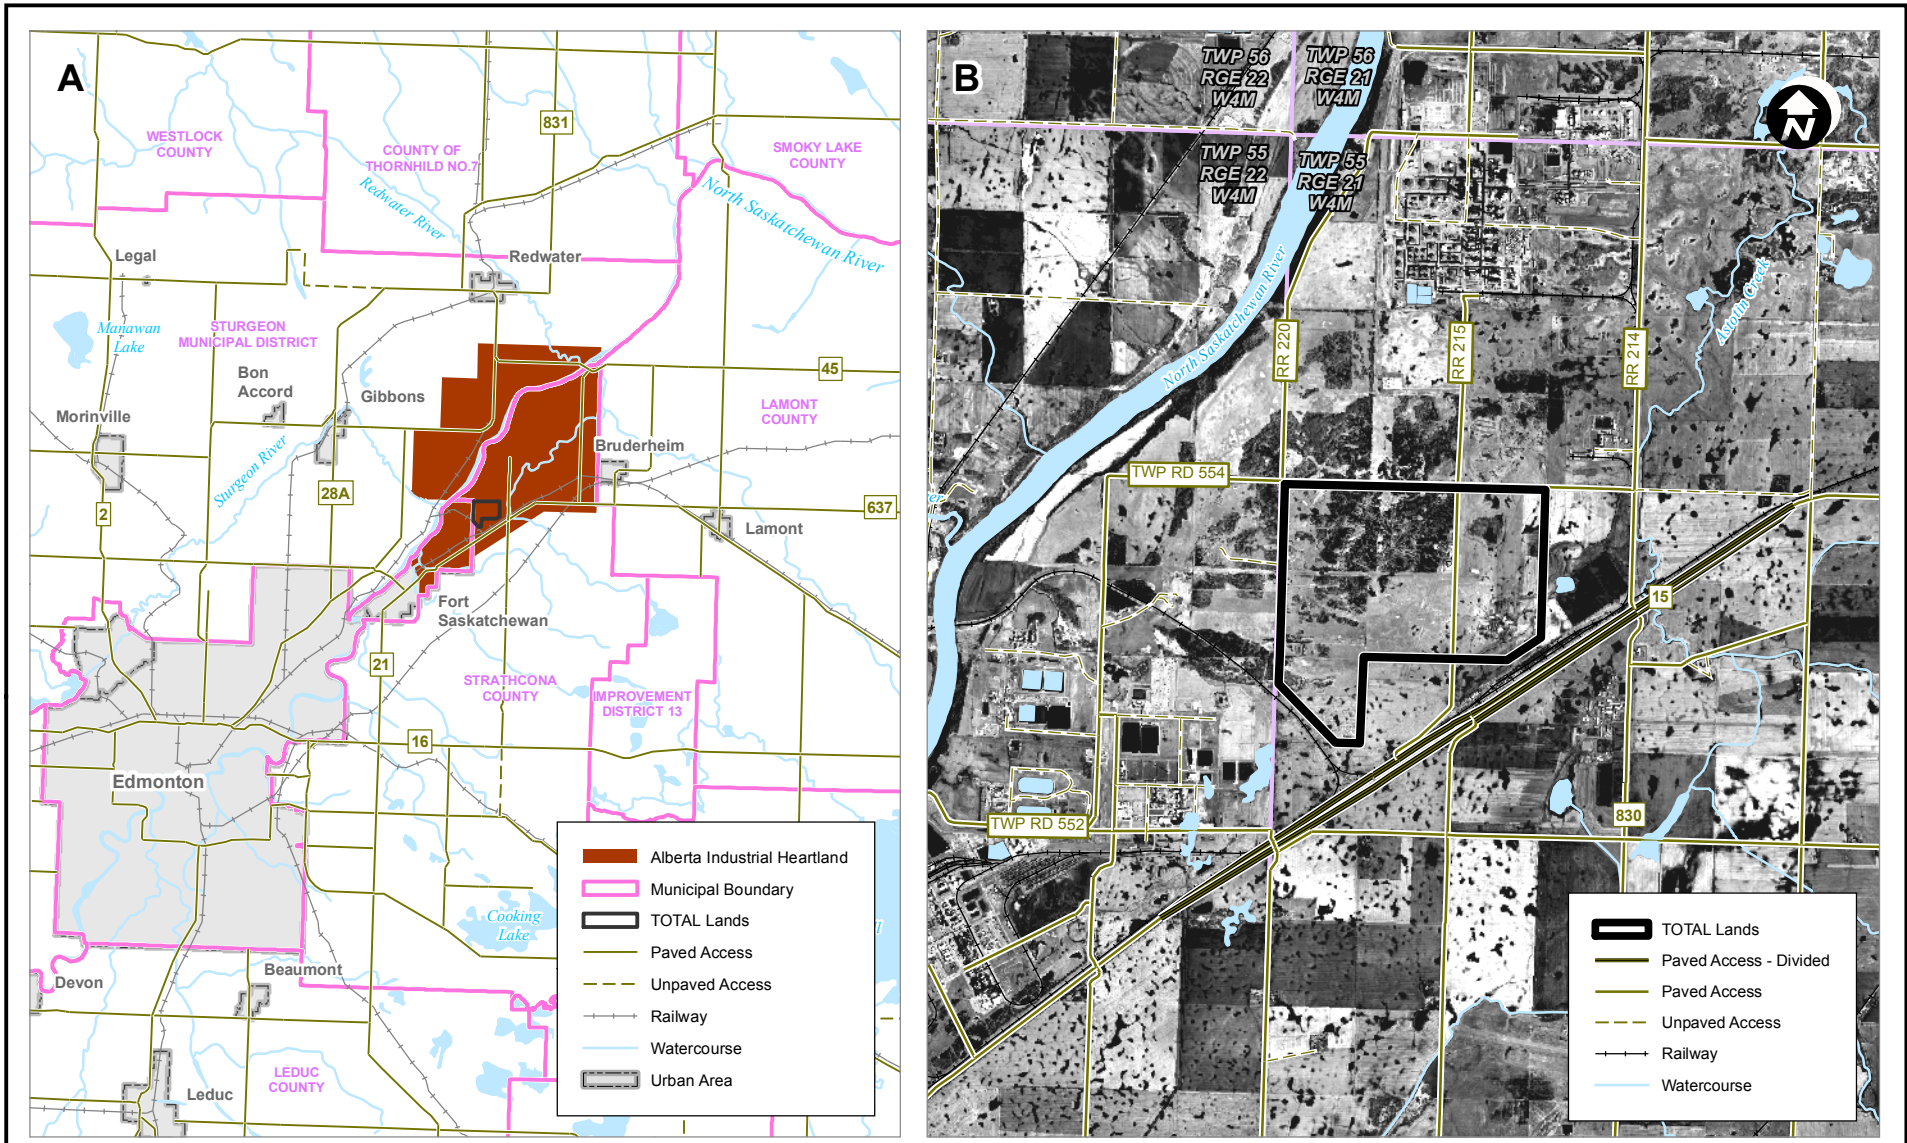 A
831
WESTLOCK
COUNTY
COUNTY OF
THORNHILD NO.7
SMOKY LAKE
COUNTY
Redwater River
North Saskatchewan River
Legal
Redwater
Manawan
Lake
STURGEON
MUNICIPAL DISTRICT
Bon
Accord
Gibbons
45
LAMONT
COUNTY
Morinville
Bruderheim
Sturgeon River
28A
2
637
Lamont
Fort
Saskatchewan
21
STRATHCONA
COUNTY
IMPROVEMENT
DISTRICT 13
16
Edmonton
Cooking
Lake
Devon
Beaumont
LEDUC
COUNTY
Leduc
Alberta Industrial Heartland
Municipal Boundary
TOTAL Lands
Paved Access
Unpaved Access
Railway
Watercourse
Urban Area
B
TWP 56
RGE 22
W4M
TWP 56
RGE 21
W4M
N
TWP 55
RGE 22
W4M
TWP 55
RGE 21
W4M
North Saskatchewan River
Astotin Creek
RR 220
RR 215
RR 214
TWP RD 554
15
TWP RD 552
830
TOTAL Lands
Paved Access - Divided
Paved Access
Unpaved Access
Railway
Watercourse